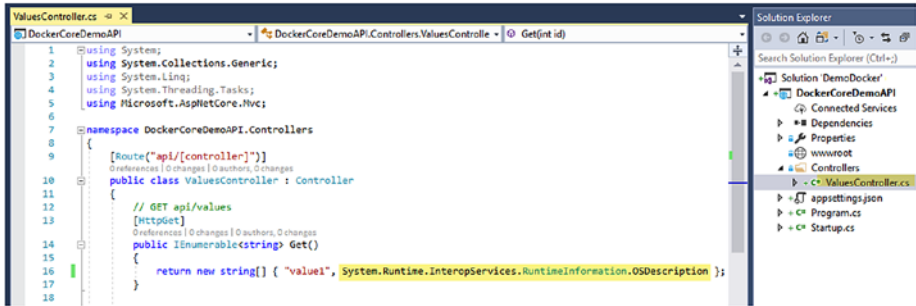 ValuesController.cs
DockerCoreDemoAPI
DockerCoreDemoAPI.Controllers.ValuesControlle
Get(int id)
1 using System;
2 using System.Collections.Generic;
3 using System.Linq;
4 using System.Threading.Tasks;
5 using Microsoft.AspNetCore.Mvc;
6
7 namespace DockerCoreDemoAPI.Controllers
8 {
9 [Route("api/[controller]")]
0 references | 0 changes | 0 authors, 0 changes
10 public class ValuesController : Controller
11 {
12 // GET api/values
13 [HttpGet]
0 references | 0 changes | 0 authors, 0 changes
14 public IEnumerable<string> Get()
15 {
16 return new string[] { "value1", System.Runtime.InteropServices.RuntimeInformation.OSDescription };
17 }
18
Solution Explorer
Search Solution Explorer (Ctrl+;)
Solution 'DemoDocker'
DockerCoreDemoAPI
Connected Services
Dependencies
Properties
wwwroot
Controllers
C# ValuesController.cs
appsettings.json
C# Program.cs
C# Startup.cs